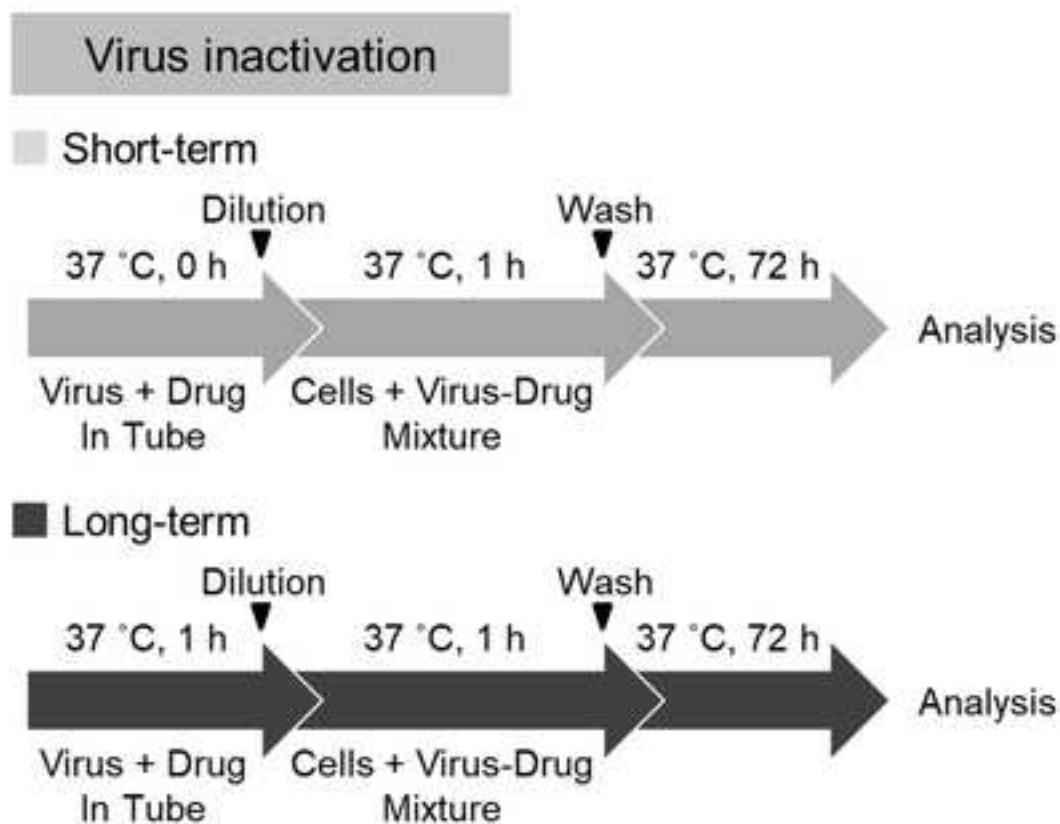 Virus inactivation
Short-term
Dilution
Wash
37 ˚C, 0 h
37 ˚C, 1 h
37 ˚C, 72 h
Analysis
Virus + Drug
In Tube
Cells + Virus-Drug
Mixture
Long-term
Dilution
Wash
37 ˚C, 1 h
37 ˚C, 1 h
37 ˚C, 72 h
Analysis
Virus + Drug
In Tube
Cells + Virus-Drug
Mixture